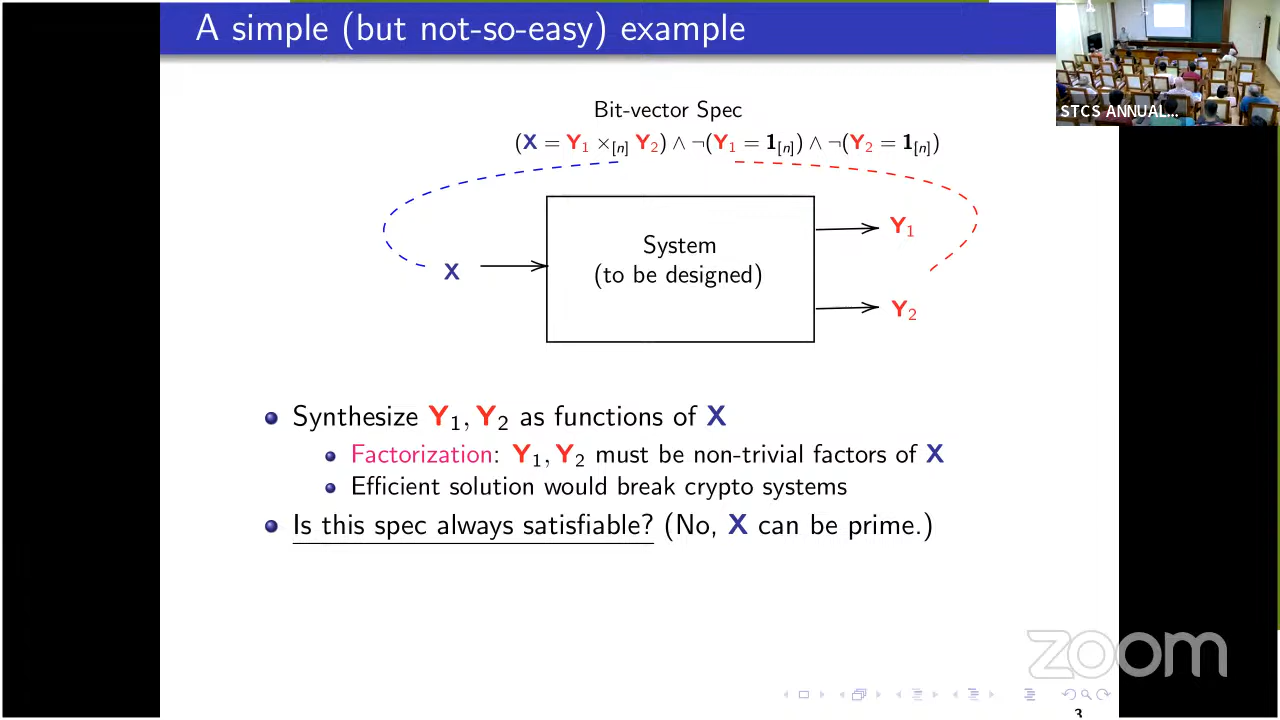 A simple (but not-so-easy) example
STCS ANNUAL...
Bit-vector Spec
(X = Y₁ ×[n] Y₂) ∧ ¬(Y₁ = 1[n]) ∧ ¬(Y₂ = 1[n])
System
(to be designed)
X
Y₁
Y₂
Synthesize Y₁, Y₂ as functions of X
Factorization: Y₁, Y₂ must be non-trivial factors of X
Efficient solution would break crypto systems
Is this spec always satisfiable? (No, X can be prime.)
zoom
3